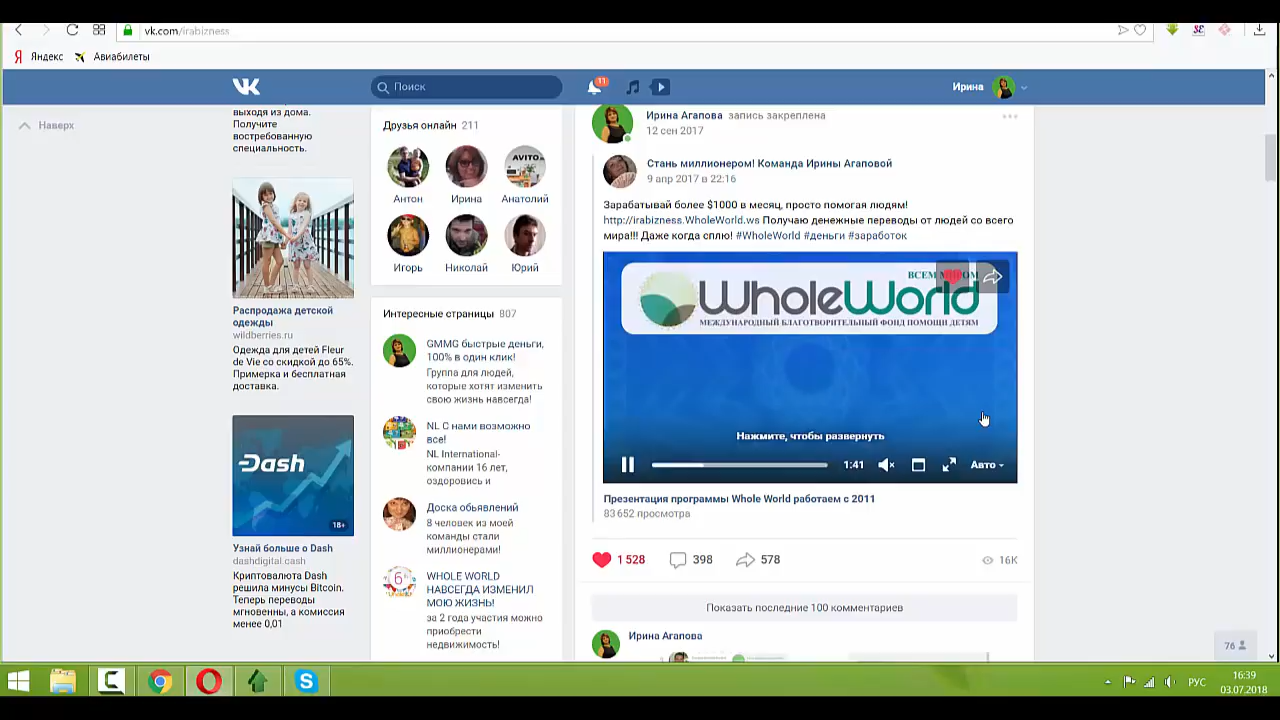 vk.com/irabizness
Яндекс
Авиабилеты
Поиск
11
Ирина
Наверх
выходя из дома.
Получите
востребованную
специальность.
Распродажа детской
одежды
wildberries.ru
Одежда для детей Fleur
de Vie со скидкой до 65%.
Примерка и бесплатная
доставка.
Dash
18+
Узнай больше о Dash
dashdigital.cash
Криптовалюта Dash
решила минусы Bitcoin.
Теперь переводы
мгновенны, а комиссия
менее 0,01
Друзья онлайн 211
AVITO
Антон
Ирина
Анатолий
Игорь
Николай
Юрий
Интересные страницы 807
GMMG быстрые деньги,
100% в один клик!
Группа для людей,
которые хотят изменить
свою жизнь навсегда!
NL С нами возможно
все!
NL International-
компании 16 лет,
оздоровись и
Доска обьявлений
8 человек из моей
команды стали
миллионерами!
WHOLE WORLD
НАВСЕГДА ИЗМЕНИЛ
МОЮ ЖИЗНЬ!
за 2 года участия можно
приобрести
недвижимость!
Ирина Агапова запись закреплена
12 сен 2017
Стань миллионером! Команда Ирины Агаповой
9 апр 2017 в 22:16
Зарабатывай более $1000 в месяц, просто помогая людям!
http://irabizness.WholeWorld.ws Получаю денежные переводы от людей со всего
мира!!! Даже когда сплю! #WholeWorld #деньги #заработок
ВСЕМ МИРОМ
WholeWorld
МЕЖДУНАРОДНЫЙ БЛАГОТВОРИТЕЛЬНЫЙ ФОНД ПОМОЩИ ДЕТЯМ
Нажмите, чтобы развернуть
1:41
Авто
Презентация программы Whole World работаем с 2011
83 652 просмотра
1 528
398
578
16K
Показать последние 100 комментариев
Ирина Агапова
76
РУС
16:39
03.07.2018